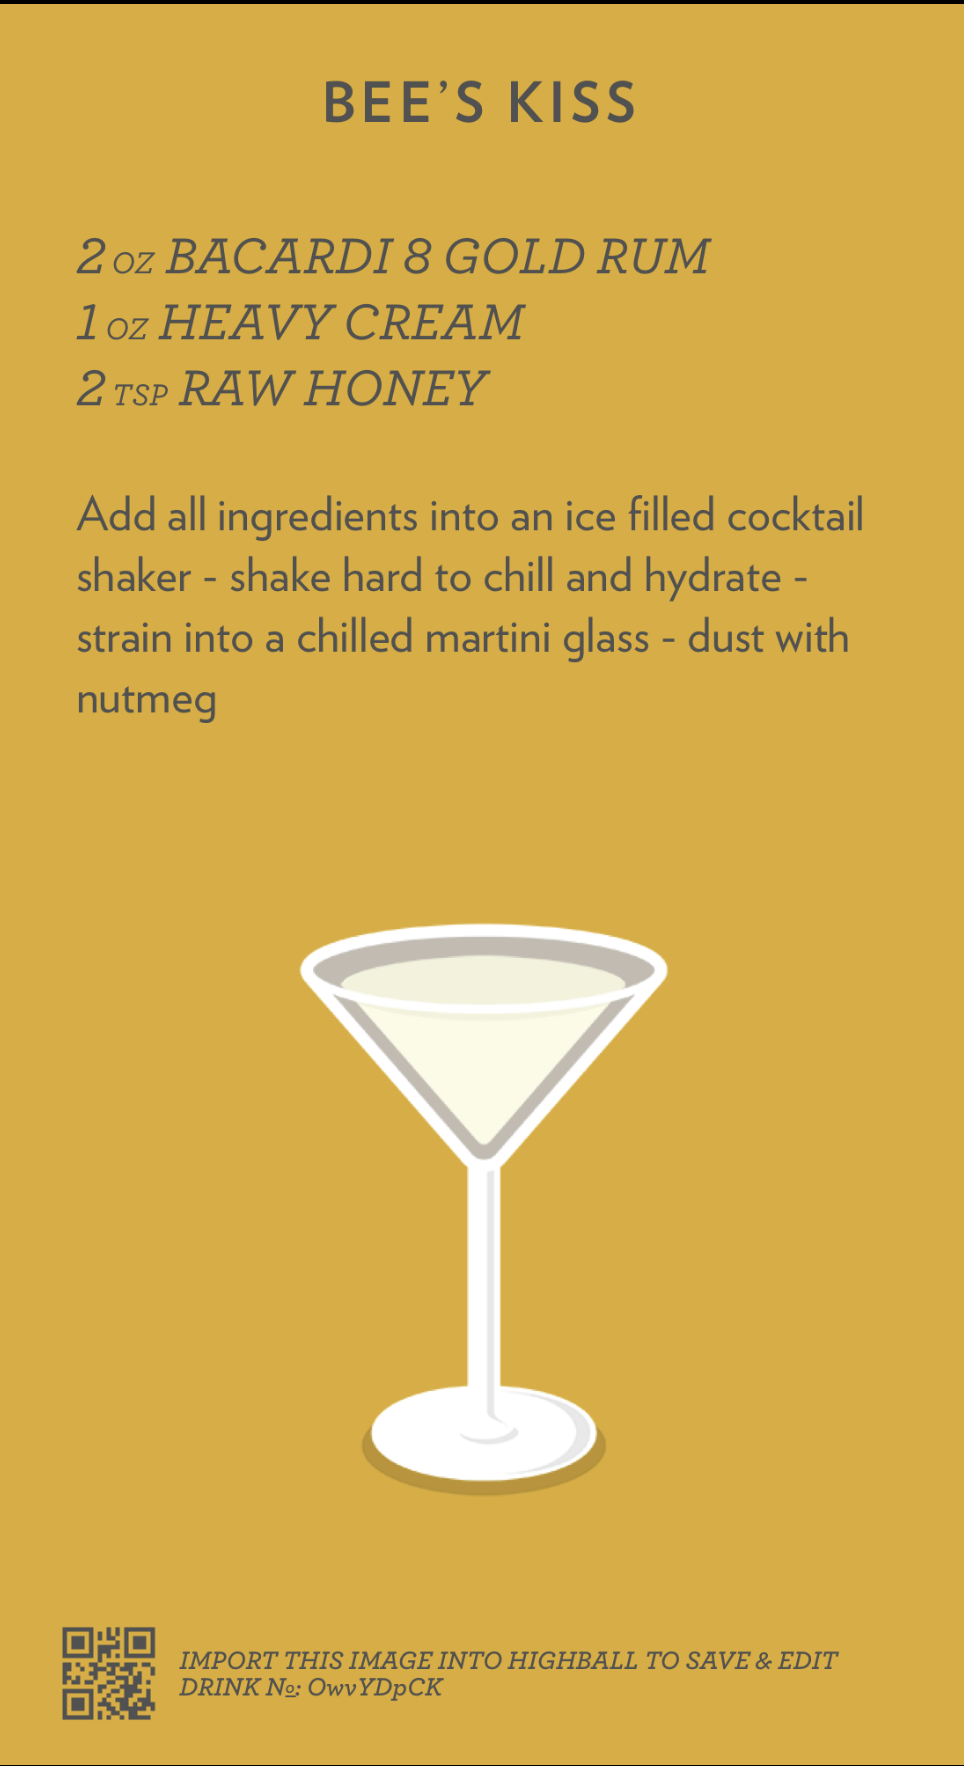 BEE'S KISS
2 OZ BACARDI 8 GOLD RUM
1 OZ HEAVY CREAM
2 TSP RAW HONEY
Add all ingredients into an ice filled cocktail
shaker - shake hard to chill and hydrate -
strain into a chilled martini glass - dust with
nutmeg
IMPORT THIS IMAGE INTO HIGHBALL TO SAVE & EDIT
DRINK №: OwvYDpCK